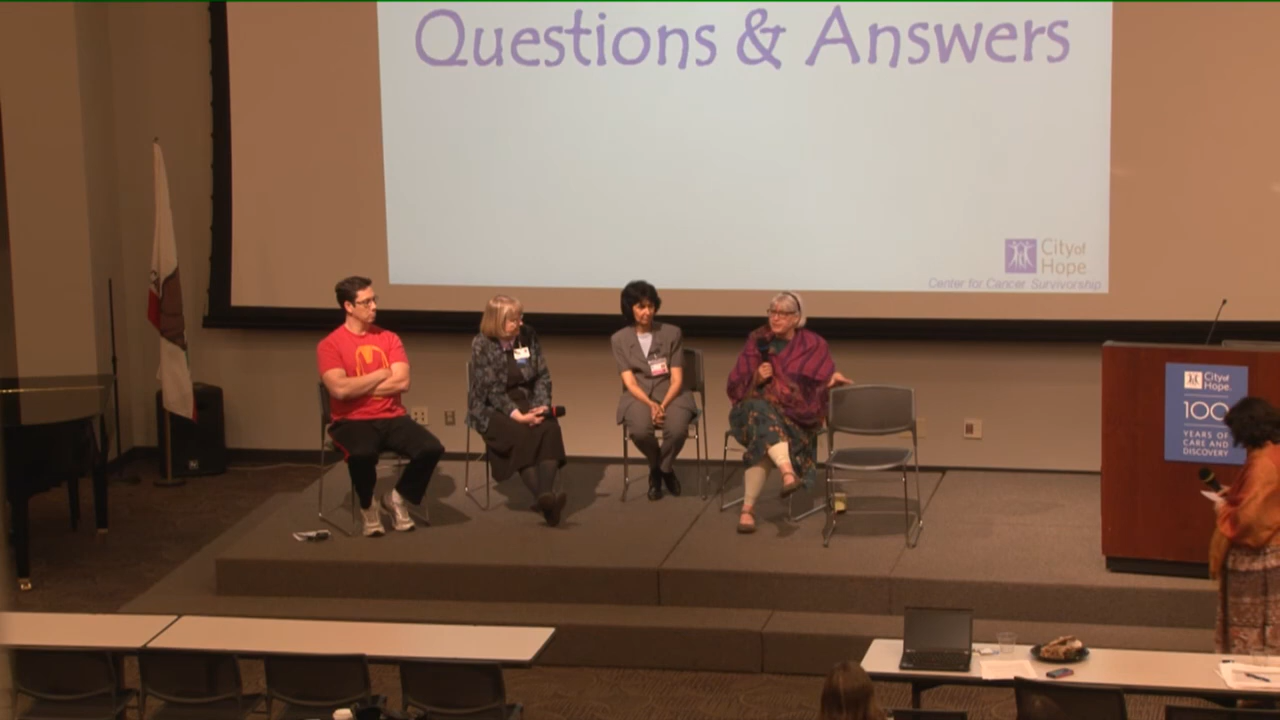 Questions & Answers
City of
Hope
Center for Cancer Survivorship
City of
Hope.
100
YEARS OF
CARE AND
DISCOVERY